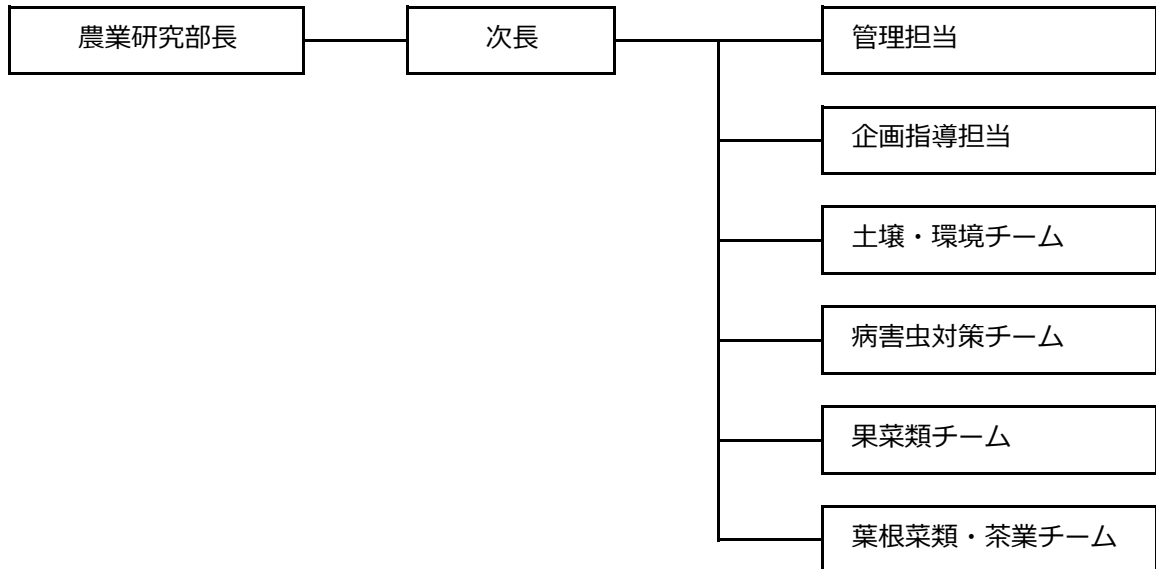 農業研究部長
次長
管理担当
企画指導担当
土壌・環境チーム
病害虫対策チーム
果菜類チーム
葉根菜類・茶業チーム